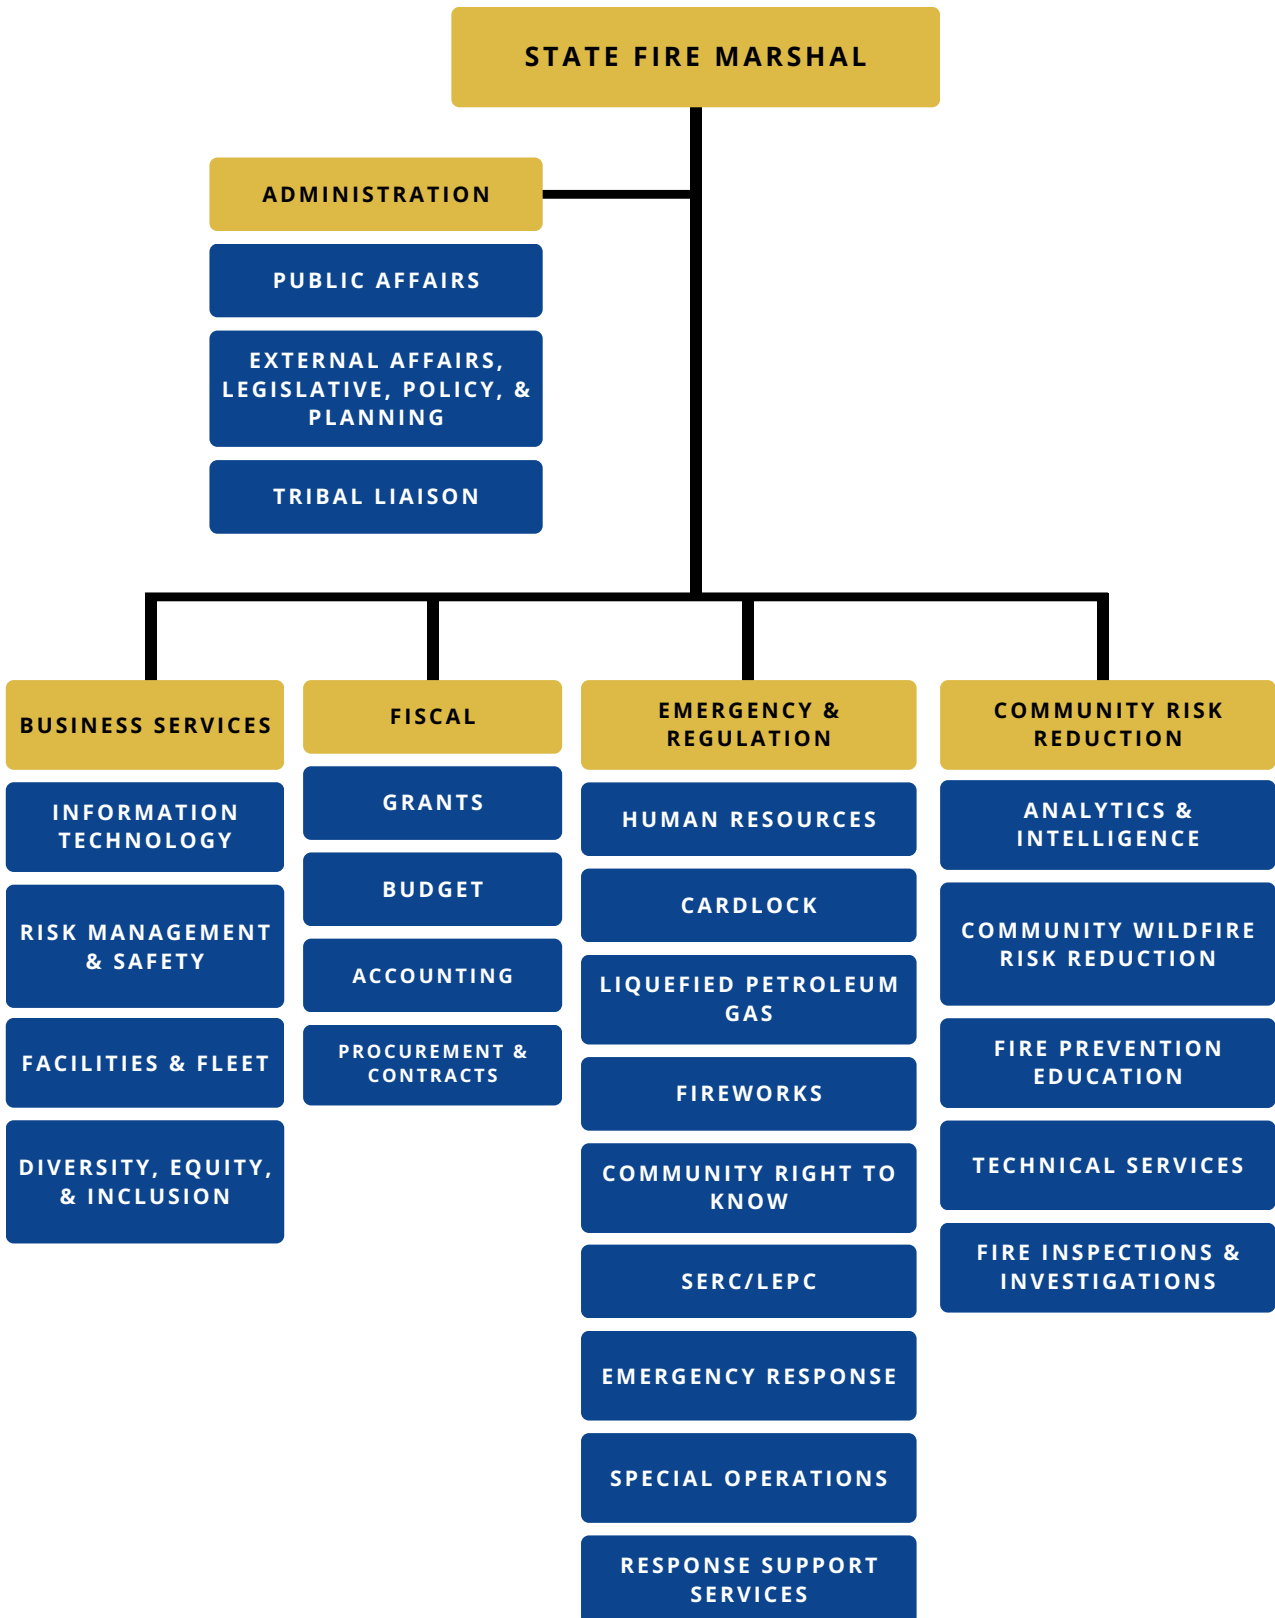 STATE FIRE MARSHAL
ADMINISTRATION
PUBLIC AFFAIRS
EXTERNAL AFFAIRS,
LEGISLATIVE, POLICY, &
PLANNING
TRIBAL LIAISON
BUSINESS SERVICES
INFORMATION
TECHNOLOGY
RISK MANAGEMENT
& SAFETY
FACILITIES & FLEET
DIVERSITY, EQUITY,
& INCLUSION
FISCAL
GRANTS
BUDGET
ACCOUNTING
PROCUREMENT &
CONTRACTS
EMERGENCY &
REGULATION
HUMAN RESOURCES
CARDLOCK
LIQUEFIED PETROLEUM
GAS
FIREWORKS
COMMUNITY RIGHT TO
KNOW
SERC/LEPC
EMERGENCY RESPONSE
SPECIAL OPERATIONS
RESPONSE SUPPORT
SERVICES
COMMUNITY RISK
REDUCTION
ANALYTICS &
INTELLIGENCE
COMMUNITY WILDFIRE
RISK REDUCTION
FIRE PREVENTION
EDUCATION
TECHNICAL SERVICES
FIRE INSPECTIONS &
INVESTIGATIONS